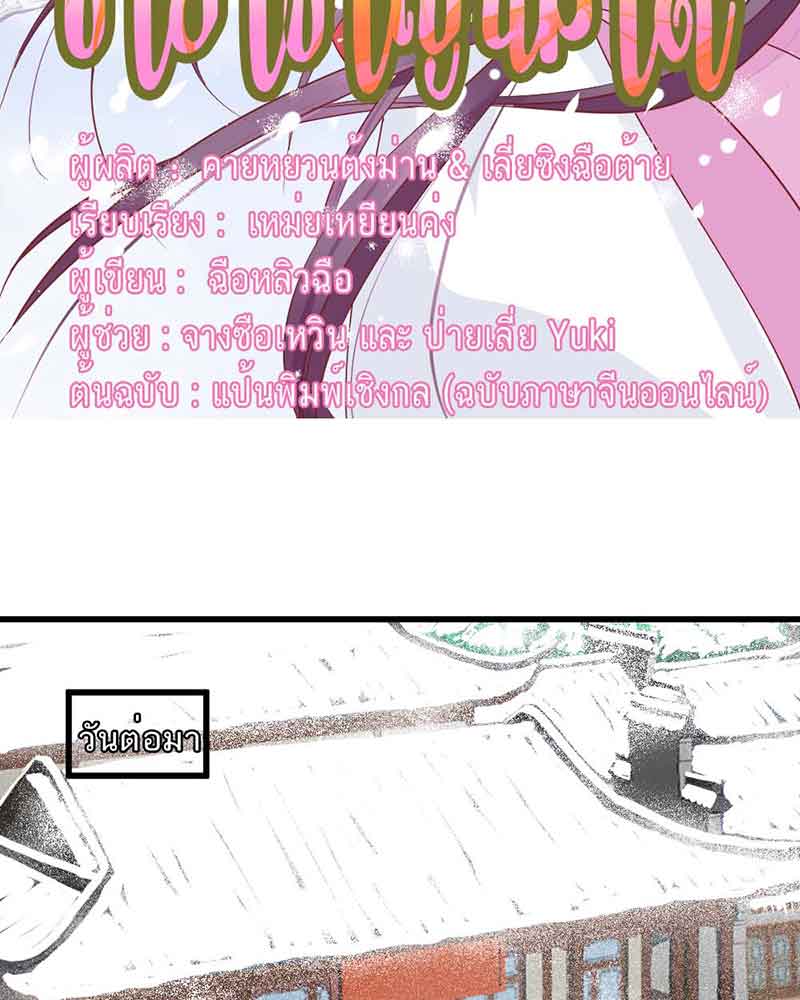 ผู้ผลิต : คายหยวนต้งม่าน & เลี่ยซิงฉือต้าย
เรียบเรียง : เหม่ยเหยียนค่ง
ผู้เขียน : ฉือหลิวฉือ
ผู้ช่วย : จางซือเหวิน และ ป่ายเลี่ย Yuki
ต้นฉบับ : แป้นพิมพ์เชิงกล (ฉบับภาษาจีนออนไลน์)
วันต่อมา